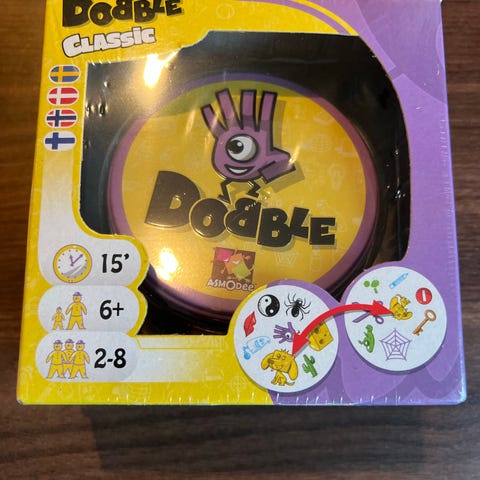 DOBBLE
CLASSIC
DOBBLE
ASMODEE
15'
6+
2-8